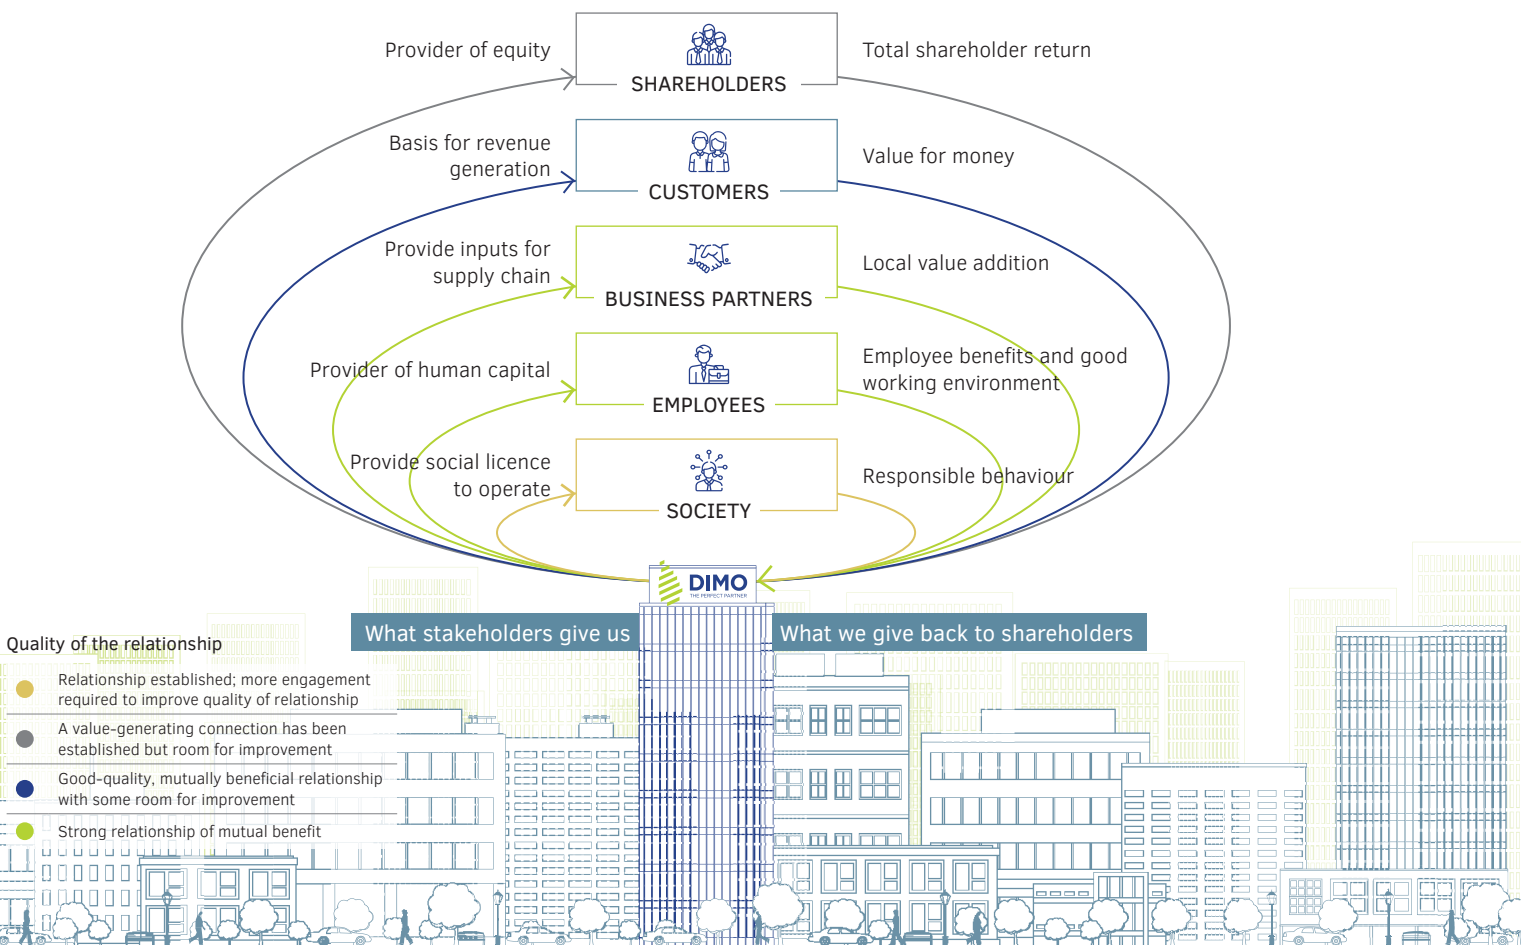 Provider of equity
SHAREHOLDERS
Total shareholder return
Basis for revenue
generation
CUSTOMERS
Value for money
Provide inputs for
supply chain
BUSINESS PARTNERS
Local value addition
Provider of human capital
EMPLOYEES
Employee benefits and good
working environment
Provide social licence
to operate
SOCIETY
Responsible behaviour
DIMO
THE PERFECT PARTNER
What stakeholders give us
What we give back to shareholders
Quality of the relationship
Relationship established; more engagement
required to improve quality of relationship
A value-generating connection has been
established but room for improvement
Good-quality, mutually beneficial relationship
with some room for improvement
Strong relationship of mutual benefit